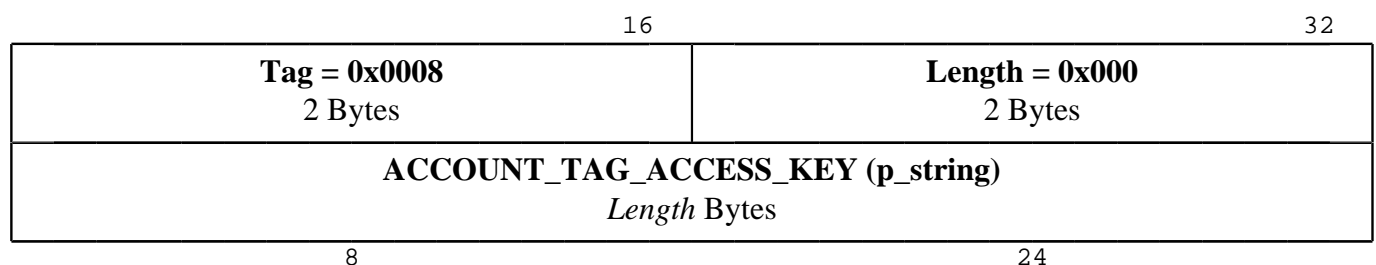 16 32
Tag = 0x0008 Length = 0x000
2 Bytes 2 Bytes
ACCOUNT_TAG_ACCESS_KEY (p_string)
Length Bytes
8 24